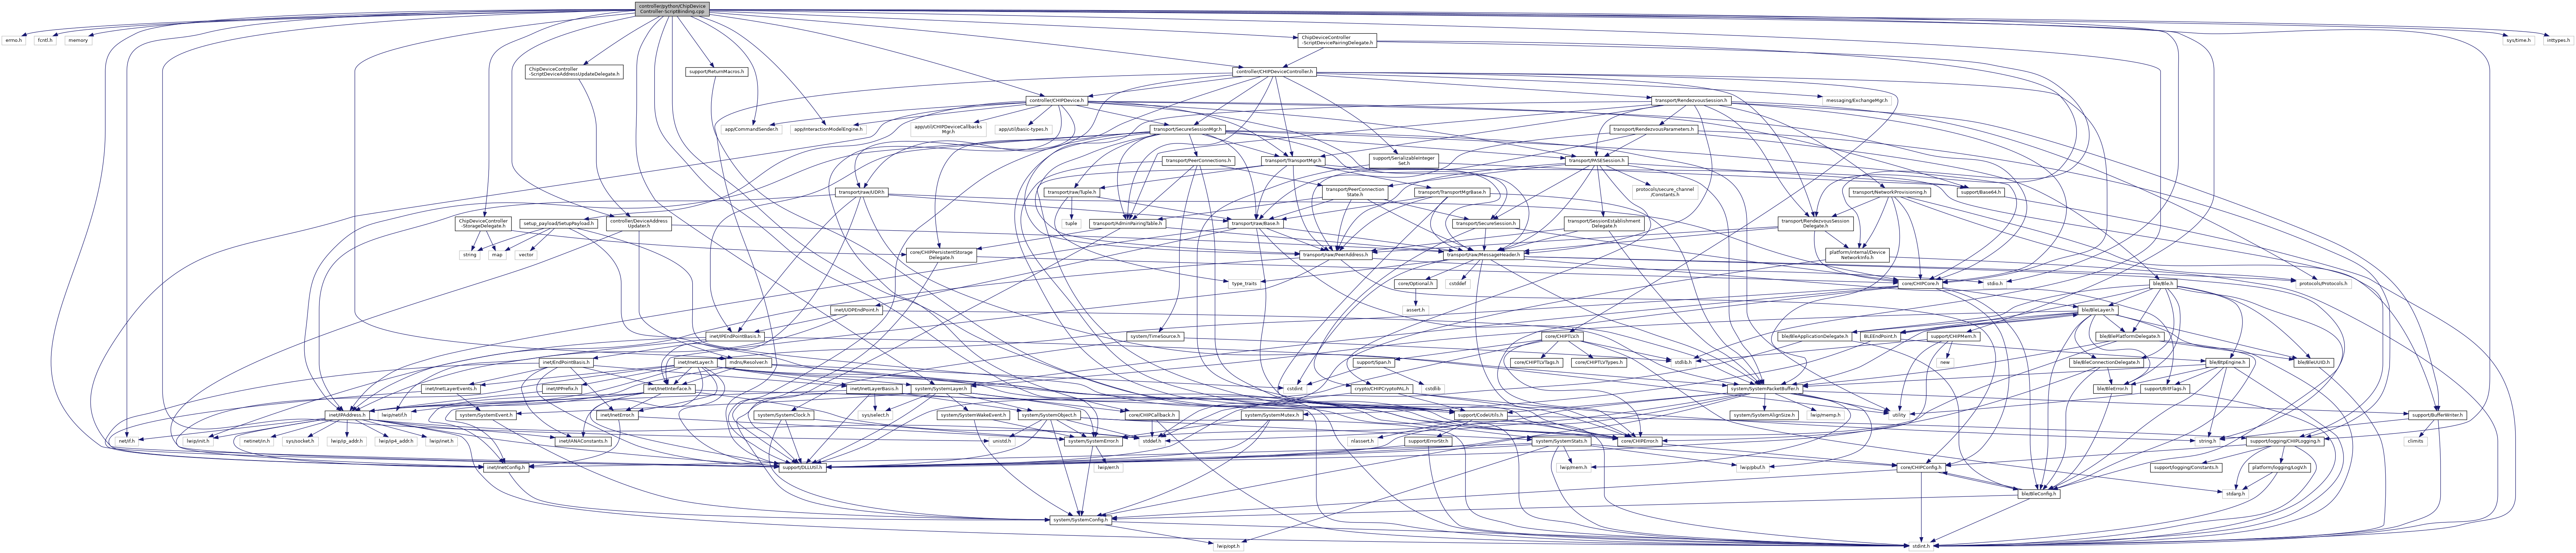 controller/python/ChipDevice
Controller-ScriptBinding.cpp
errno.h
fcntl.h
memory
sys/time.h
inttypes.h
ChipDeviceController
-ScriptDevicePairingDelegate.h
ChipDeviceController
-ScriptDeviceAddressUpdateDelegate.h
support/ReturnMacros.h
controller/CHIPDeviceController.h
controller/CHIPDevice.h
transport/RendezvousSession.h
messaging/ExchangeMgr.h
app/CommandSender.h
app/InteractionModelEngine.h
app/util/CHIPDeviceCallbacks
Mgr.h
app/util/basic-types.h
transport/SecureSessionMgr.h
transport/RendezvousParameters.h
transport/PeerConnections.h
transport/TransportMgr.h
support/SerializableInteger
Set.h
transport/PASESession.h
transport/raw/UDP.h
transport/raw/Tuple.h
transport/PeerConnection
State.h
transport/TransportMgrBase.h
protocols/secure_channel
/Constants.h
transport/NetworkProvisioning.h
support/Base64.h
ChipDeviceController
-StorageDelegate.h
setup_payload/SetupPayload.h
controller/DeviceAddress
Updater.h
tuple
transport/AdminPairingTable.h
transport/raw/Base.h
transport/SecureSession.h
transport/SessionEstablishment
Delegate.h
transport/RendezvousSession
Delegate.h
string
map
vector
core/CHIPPersistentStorage
Delegate.h
transport/raw/PeerAddress.h
transport/raw/MessageHeader.h
platform/internal/Device
NetworkInfo.h
type_traits
core/Optional.h
cstddef
core/CHIPCore.h
stdio.h
ble/Ble.h
protocols/Protocols.h
inet/UDPEndPoint.h
assert.h
ble/BleLayer.h
inet/IPEndPointBasis.h
system/TimeSource.h
core/CHIPTLV.h
ble/BleApplicationDelegate.h
BLEEndPoint.h
support/CHIPMem.h
ble/BlePlatformDelegate.h
inet/EndPointBasis.h
inet/InetLayer.h
mdns/Resolver.h
support/Span.h
core/CHIPTLVTags.h
core/CHIPTLVTypes.h
stdlib.h
new
ble/BleConnectionDelegate.h
ble/BtpEngine.h
ble/BleUUID.h
inet/InetLayerEvents.h
inet/IPPrefix.h
inet/InetInterface.h
inet/InetLayerBasis.h
system/SystemLayer.h
cstdint
crypto/CHIPCryptoPAL.h
cstdlib
system/SystemPacketBuffer.h
ble/BleError.h
support/BitFlags.h
inet/IPAddress.h
lwip/netif.h
system/SystemEvent.h
inet/InetError.h
system/SystemClock.h
sys/select.h
system/SystemWakeEvent.h
system/SystemObject.h
core/CHIPCallback.h
system/SystemMutex.h
support/CodeUtils.h
system/SystemAlignSize.h
lwip/memp.h
utility
support/BufferWriter.h
net/if.h
lwip/init.h
netinet/in.h
sys/socket.h
lwip/ip_addr.h
lwip/ip4_addr.h
lwip/inet.h
inet/IANAConstants.h
unistd.h
system/SystemError.h
stddef.h
nlassert.h
support/ErrorStr.h
system/SystemStats.h
core/CHIPError.h
string.h
support/logging/CHIPLogging.h
climits
inet/InetConfig.h
support/DLLUtil.h
lwip/err.h
lwip/mem.h
lwip/pbuf.h
core/CHIPConfig.h
support/logging/Constants.h
platform/logging/LogV.h
ble/BleConfig.h
stdarg.h
system/SystemConfig.h
lwip/opt.h
stdint.h